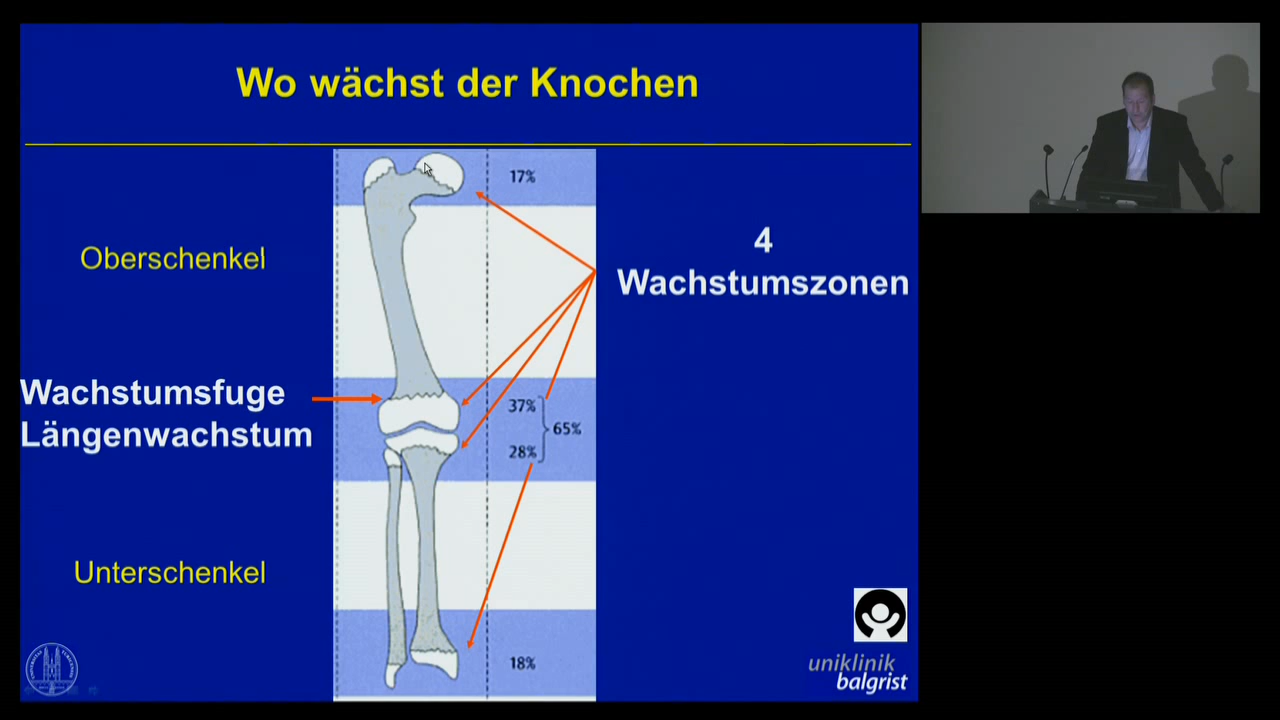 Wo wächst der Knochen
17%
4
Wachstumszonen
Oberschenkel
Wachstumsfuge
Längenwachstum
37%
65%
28%
Unterschenkel
18%
uniklinik
balgrist